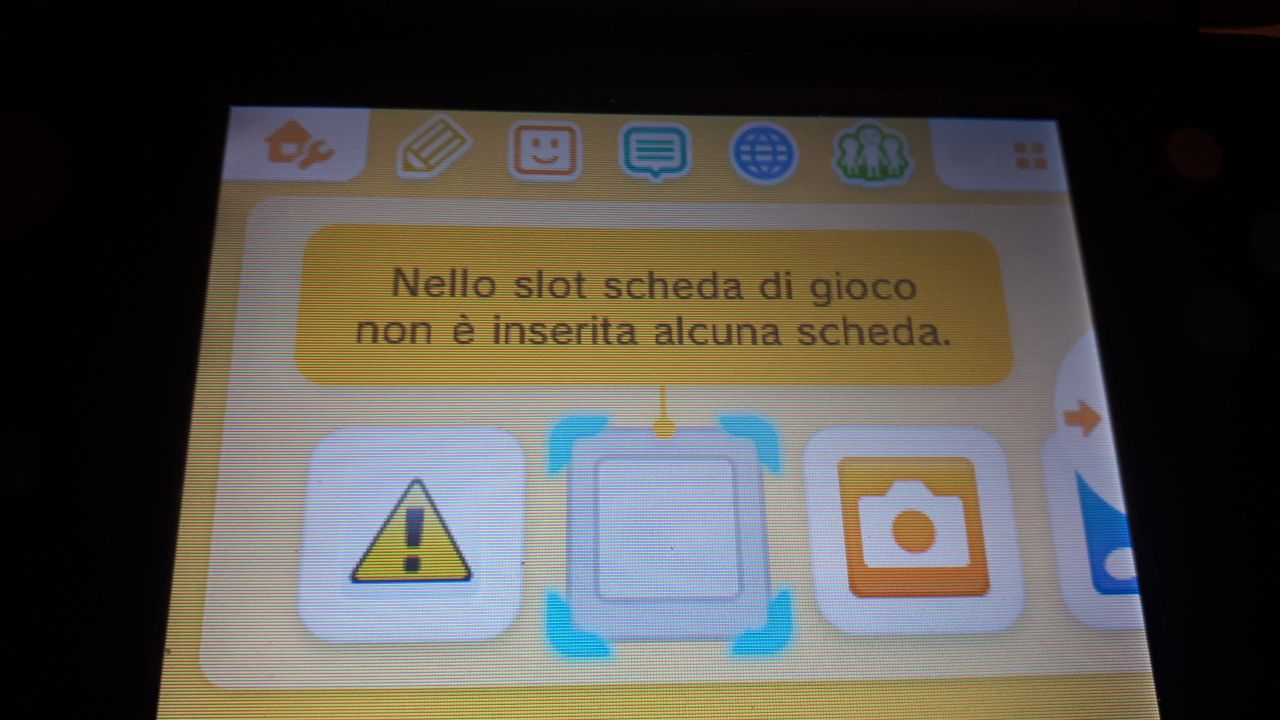 Nello slot scheda di gioco
non è inserita alcuna scheda.